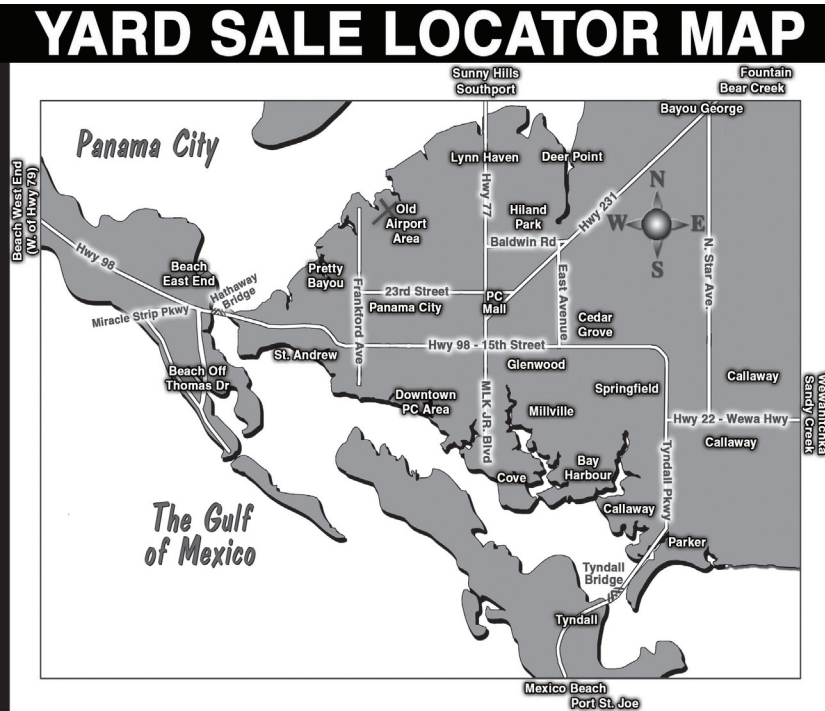 YARD SALE LOCATOR MAP
Sunny Hills
Southport
Fountain
Bear Creek
Bayou George
Panama City
Lynn Haven
Deer Point
Beach West End
(W. of Hwy 79)
Hwy 77
Hwy 231
N
W
E
S
Old
Airport
Area
Hiland
Park
Baldwin Rd
Hwy 98
Beach
East End
Hathaway
Bridge
Pretty
Bayou
Frankford Ave
23rd Street
Panama City
PC
Mall
East Avenue
N. Star Ave.
Miracle Strip Pkwy
Cedar
Grove
St. Andrew
Hwy 98 - 15th Street
Glenwood
Beach Off
Thomas Dr
Springfield
Callaway
Downtown
PC Area
MLK JR. Blvd
Millville
Hwy 22 - Wewa Hwy
Wewahitchka
Sandy Creek
Callaway
Tyndall Pkwy
Cove
Bay
Harbour
Callaway
The Gulf
of Mexico
Parker
Tyndall
Bridge
Tyndall
Mexico Beach
Port St. Joe